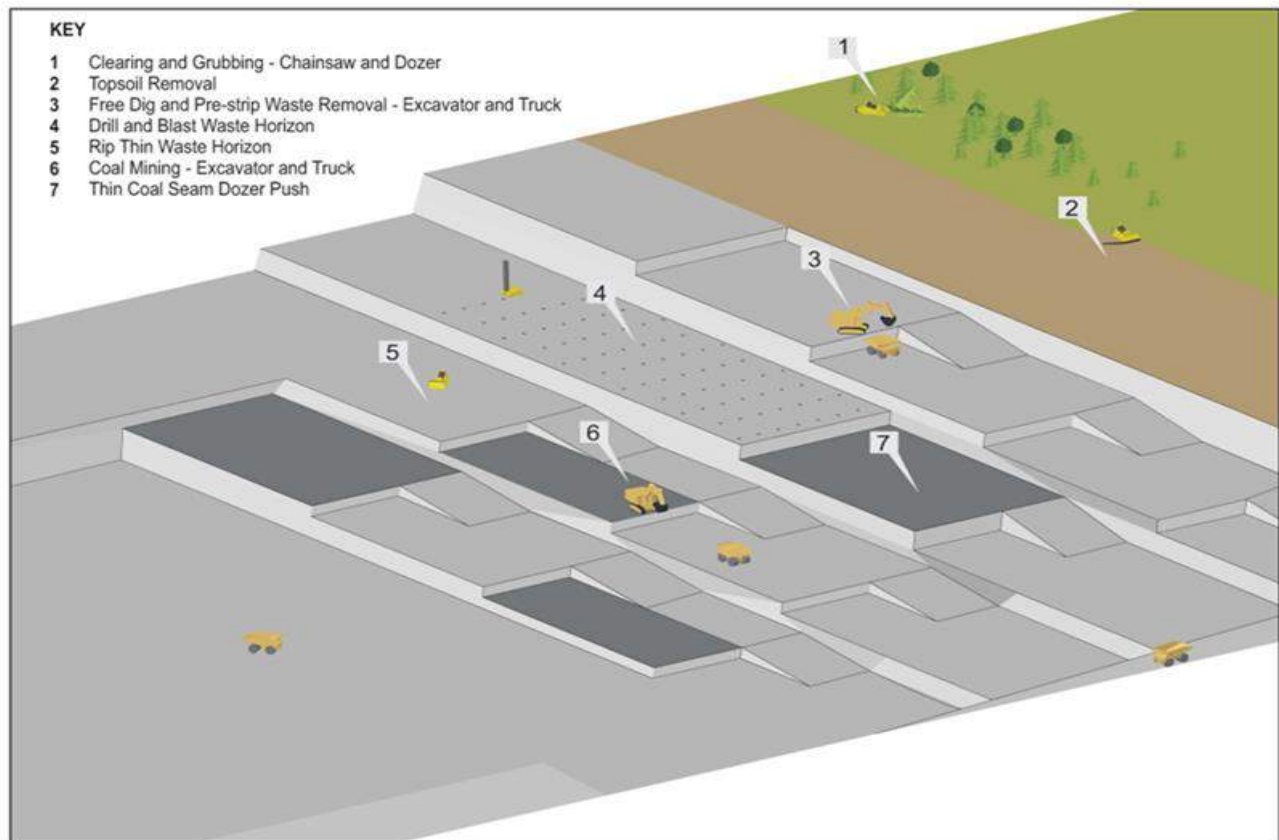 KEY
1 Clearing and Grubbing - Chainsaw and Dozer
2 Topsoil Removal
3 Free Dig and Pre-strip Waste Removal - Excavator and Truck
4 Drill and Blast Waste Horizon
5 Rip Thin Waste Horizon
6 Coal Mining - Excavator and Truck
7 Thin Coal Seam Dozer Push
1
2
3
4
5
6
7